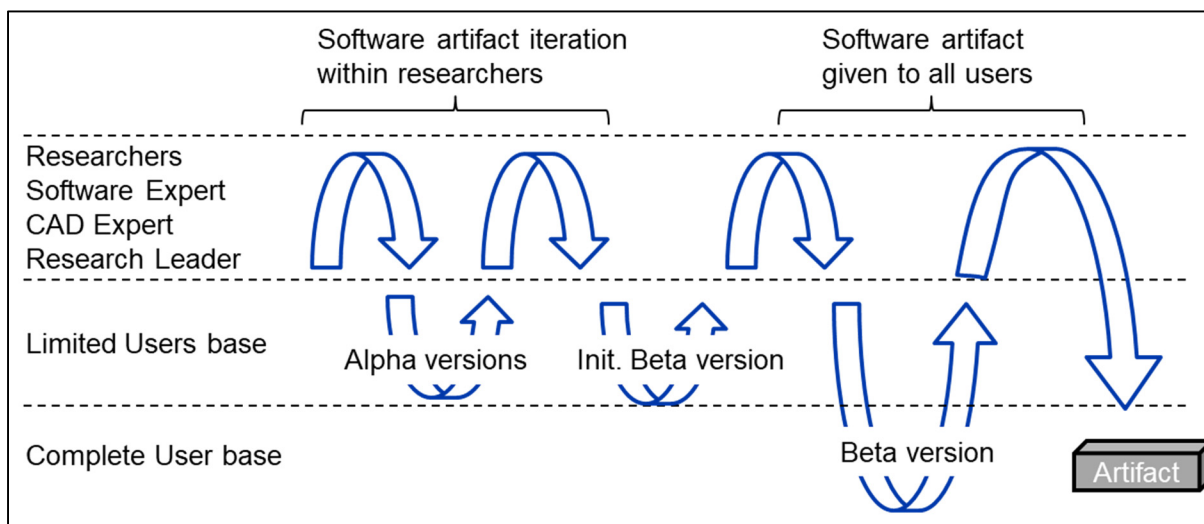 Software artifact iteration
within researchers
Software artifact
given to all users
Researchers
Software Expert
CAD Expert
Research Leader
Limited Users base
Alpha versions
Init. Beta version
Complete User base
Beta version
Artifact